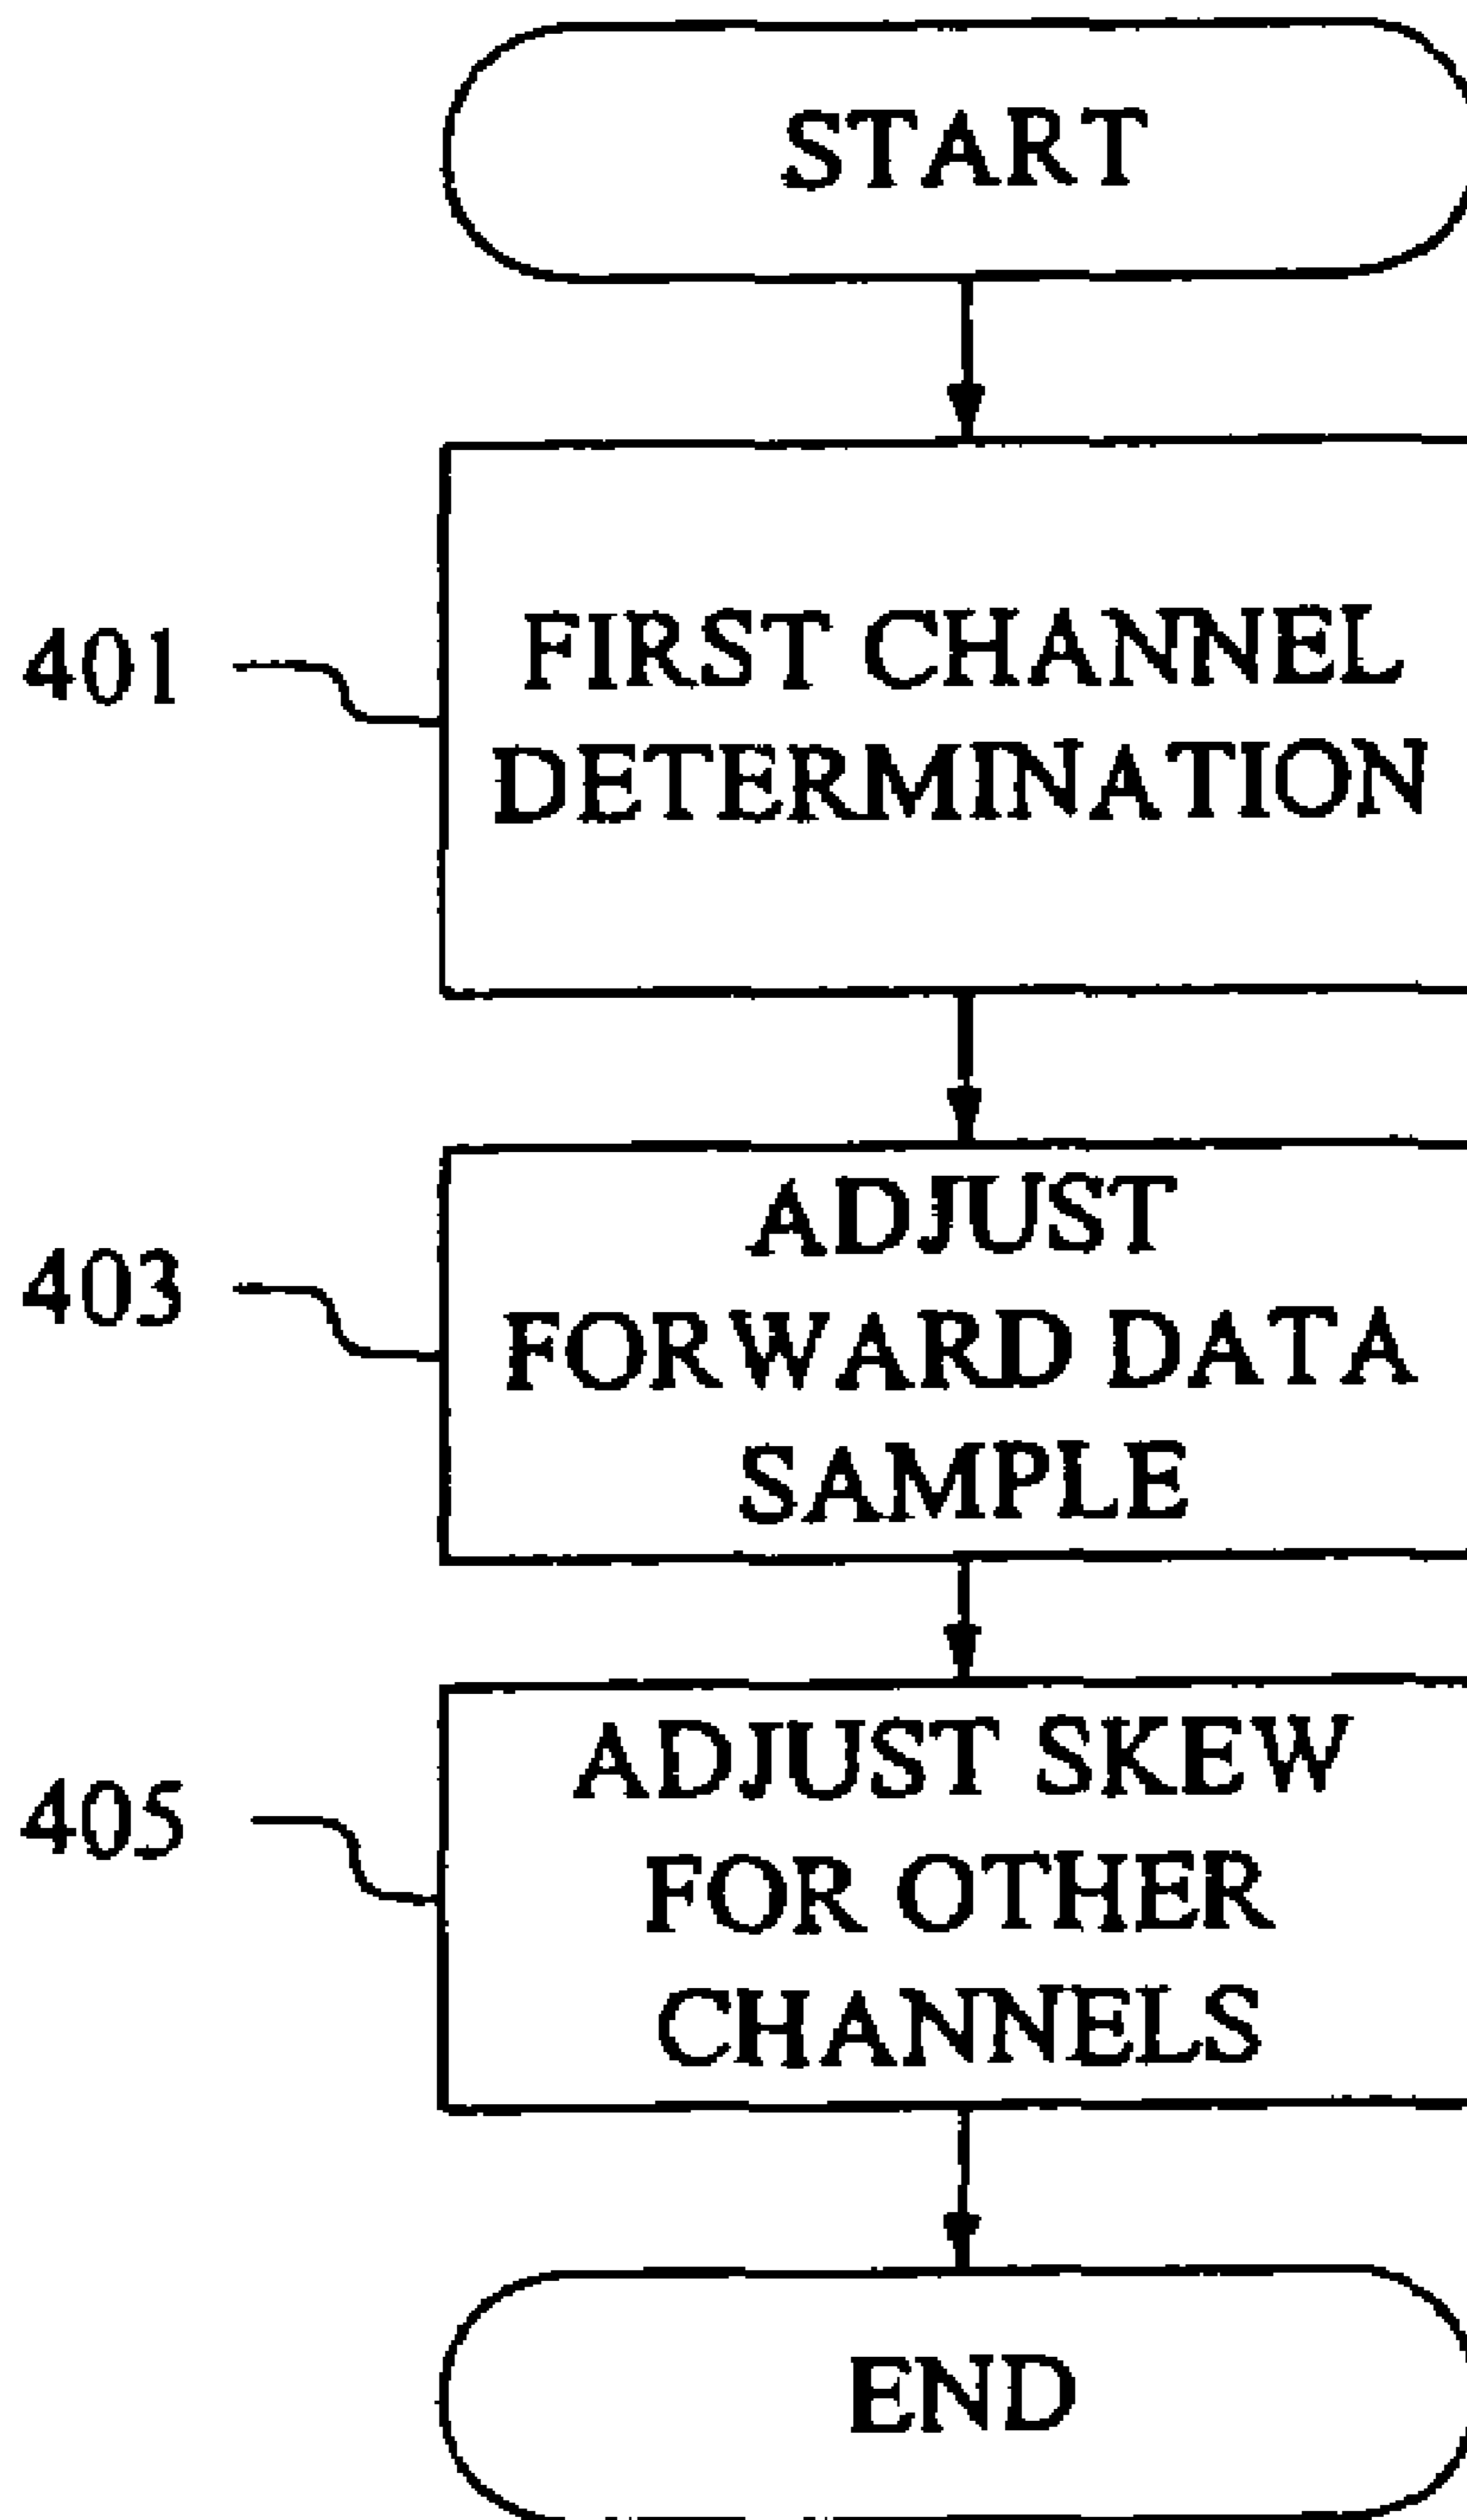 START
401
FIRST CHANNEL
DETERMINATION
403
ADJUST
FORWARD DATA
SAMPLE
405
ADJUST SKEW
FOR OTHER
CHANNELS
END